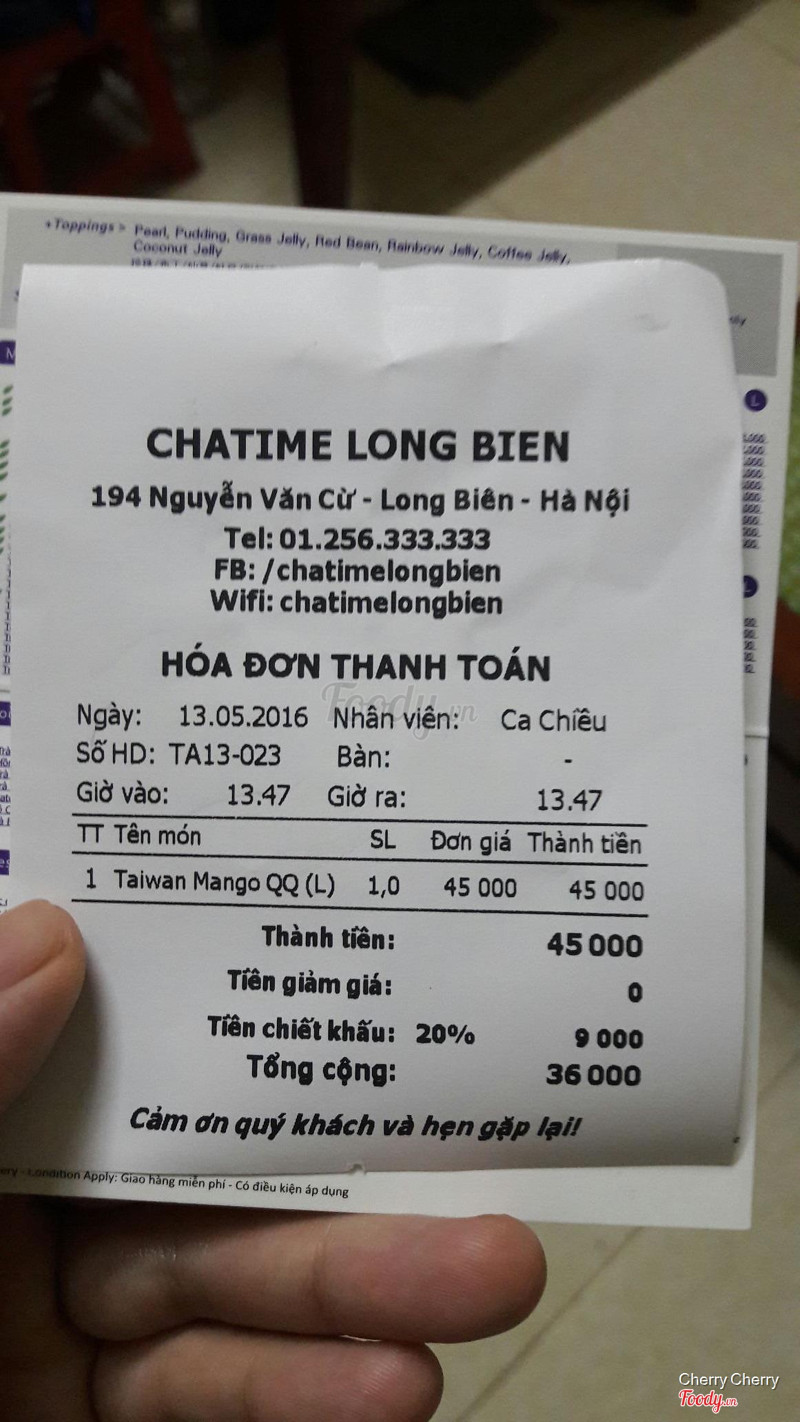 +Toppings > Pearl, Pudding, Grass Jelly, Red Bean, Rainbow Jelly, Coffee Jelly,
Coconut Jelly
CHATIME LONG BIEN
194 Nguyễn Văn Cừ - Long Biên - Hà Nội
Tel: 01.256.333.333
FB: /chatimelongbien
Wifi: chatimelongbien
HÓA ĐƠN THANH TOÁN
Foody.vn
Ngày: 13.05.2016 Nhân viên: Ca Chiều
Số HD: TA13-023 Bàn: -
Giờ vào: 13.47 Giờ ra: 13.47
TT Tên món SL Đơn giá Thành tiền
1 Taiwan Mango QQ (L) 1,0 45 000 45 000
Thành tiền: 45 000
Tiền giảm giá: 0
Tiền chiết khấu: 20% 9 000
Tổng cộng: 36 000
Cảm ơn quý khách và hẹn gặp lại!
Condition Apply: Giao hàng miễn phí - Có điều kiện áp dụng
Cherry Cherry
Foody.vn